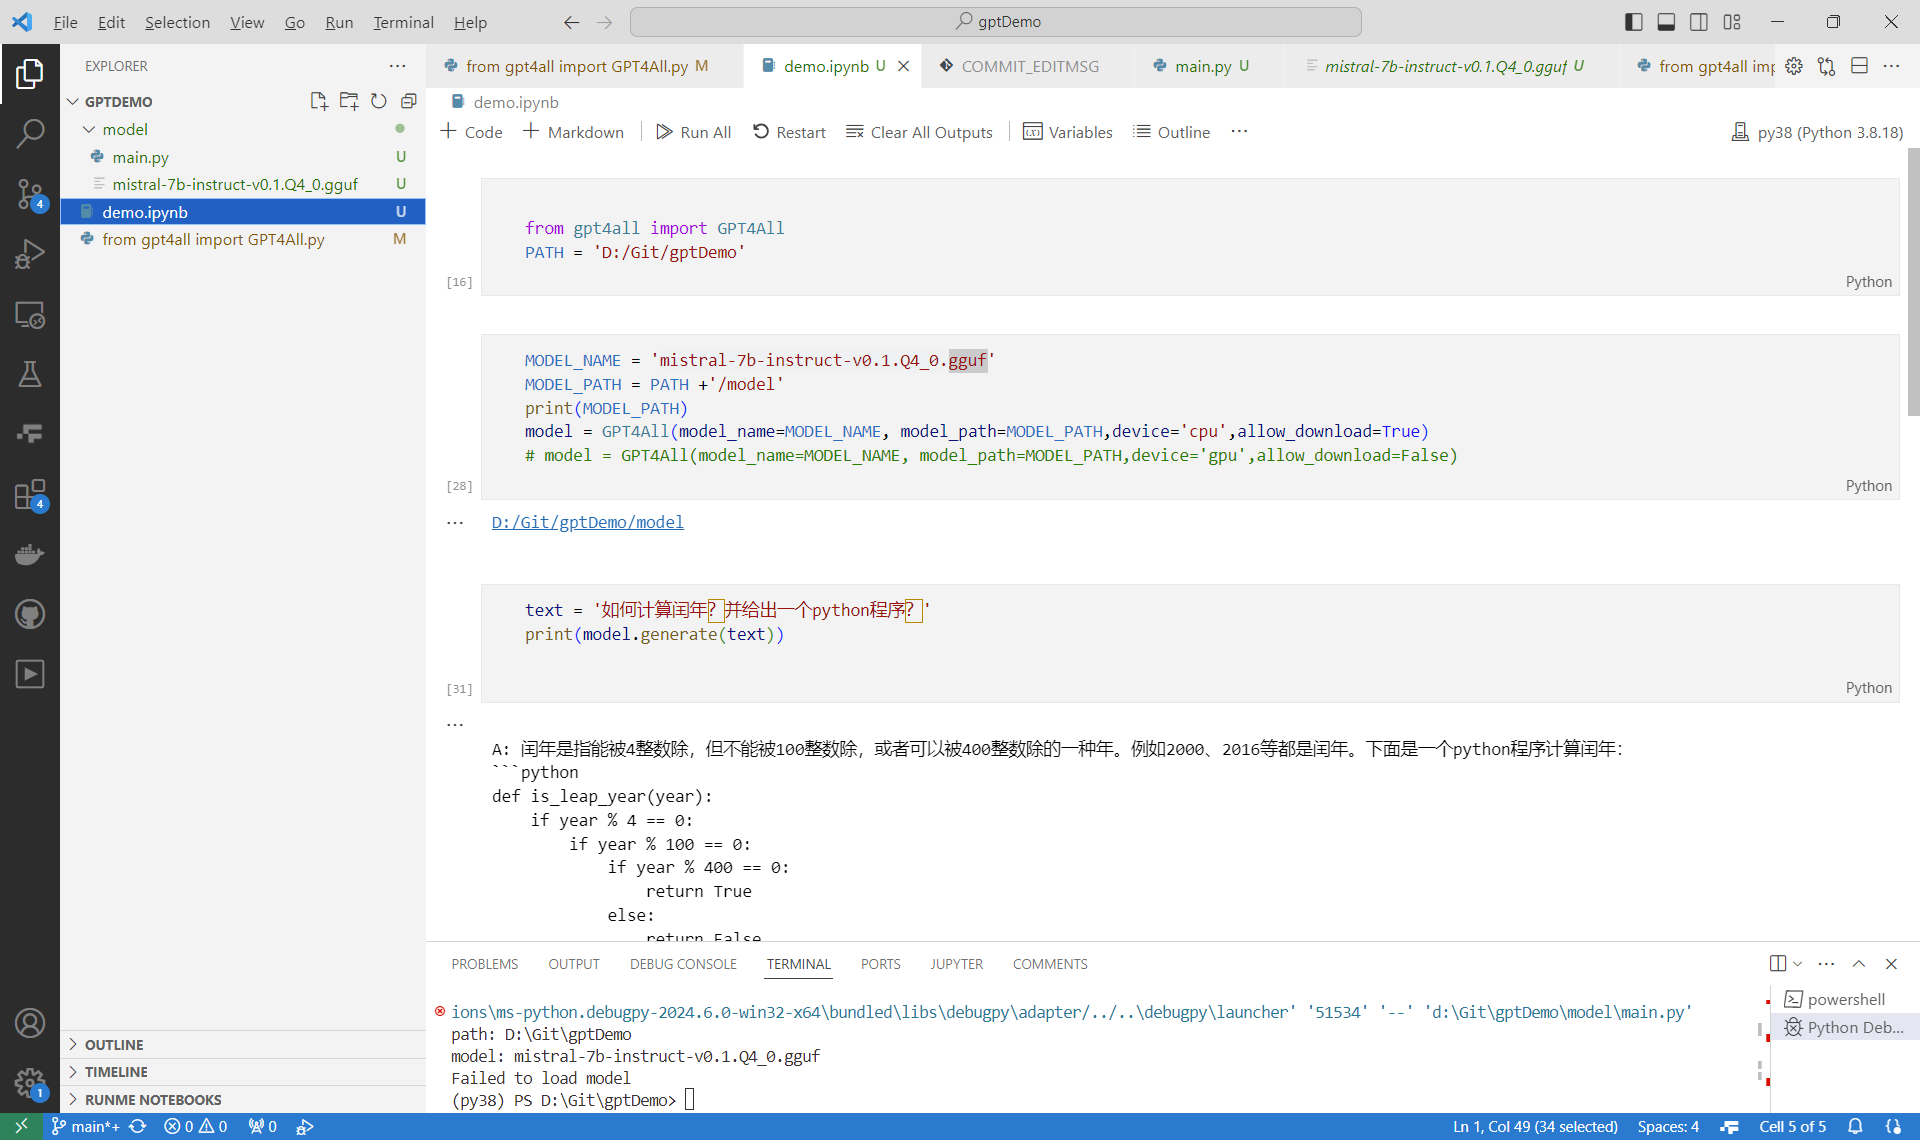 File Edit Selection View Go Run Terminal Help
gptDemo
EXPLORER
GPTDEMO
model
main.py U
mistral-7b-instruct-v0.1.Q4_0.gguf U
demo.ipynb U
from gpt4all import GPT4All.py M
OUTLINE
TIMELINE
RUNME NOTEBOOKS
4
4
1
from gpt4all import GPT4All.py M
demo.ipynb U
COMMIT_EDITMSG
main.py U
mistral-7b-instruct-v0.1.Q4_0.gguf U
from gpt4all imp
demo.ipynb
Code Markdown Run All Restart Clear All Outputs Variables Outline ...
py38 (Python 3.8.18)
from gpt4all import GPT4All
PATH = 'D:/Git/gptDemo'
[16] Python
MODEL_NAME = 'mistral-7b-instruct-v0.1.Q4_0.gguf'
MODEL_PATH = PATH +'/model'
print(MODEL_PATH)
model = GPT4All(model_name=MODEL_NAME, model_path=MODEL_PATH,device='cpu',allow_download=True)
# model = GPT4All(model_name=MODEL_NAME, model_path=MODEL_PATH,device='gpu',allow_download=False)
[28] Python
... D:/Git/gptDemo/model
text = '如何计算闰年？并给出一个python程序？'
print(model.generate(text))
[31] Python
...
A: 闰年是指能被4整数除，但不能被100整数除，或者可以被400整数除的一种年。例如2000、2016等都是闰年。下面是一个python程序计算闰年：
```python
def is_leap_year(year):
    if year % 4 == 0:
        if year % 100 == 0:
            if year % 400 == 0:
                return True
            else:
                return False
PROBLEMS OUTPUT DEBUG CONSOLE TERMINAL PORTS JUPYTER COMMENTS
ions\ms-python.debugpy-2024.6.0-win32-x64\bundled\libs\debugpy\adapter/../..\debugpy\launcher' '51534' '--' 'd:\Git\gptDemo\model\main.py'
path: D:\Git\gptDemo
model: mistral-7b-instruct-v0.1.Q4_0.gguf
Failed to load model
(py38) PS D:\Git\gptDemo>
powershell
Python Deb...
main*+ 0 0 0
Ln 1, Col 49 (34 selected) Spaces: 4 Cell 5 of 5